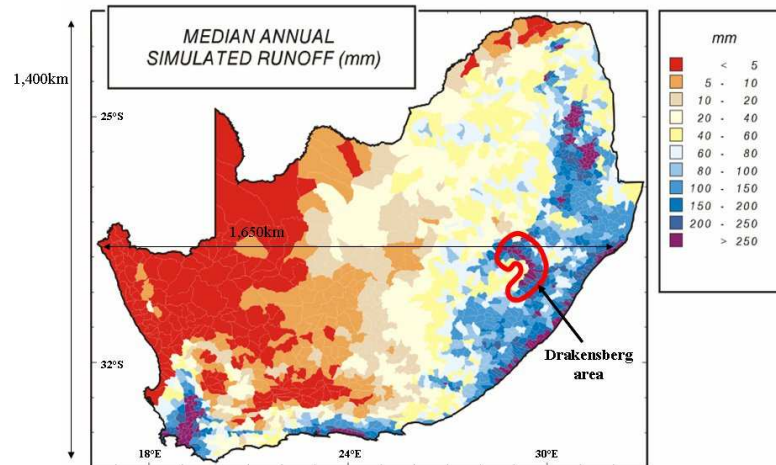 MEDIAN ANNUAL
SIMULATED RUNOFF (mm)
1,400km
25°S
1,650km
32°S
18°E
24°E
30°E
Drakensberg
area
mm
< 5
5 - 10
10 - 20
20 - 40
40 - 60
60 - 80
80 - 100
100 - 150
150 - 200
200 - 250
> 250